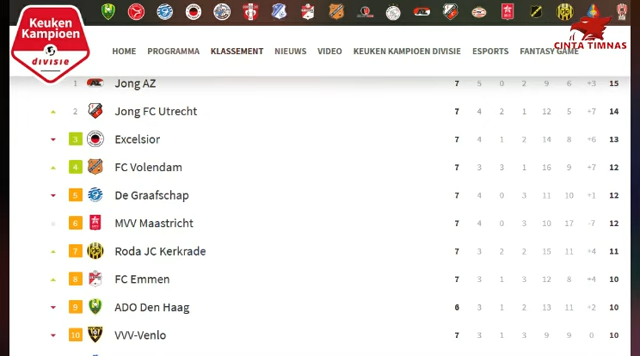 Keuken
Kampioen
divisie
HOME PROGRAMMA KLASSEMENT NIEUWS VIDEO KEUKEN KAMPIOEN DIVISIE ESPORTS FANTASY GAME
CINTA TIMNAS
1 Jong AZ 7 5 0 2 9 6 +3 15
2 Jong FC Utrecht 7 4 2 1 12 5 +7 14
3 Excelsior 7 4 1 2 14 8 +6 13
4 FC Volendam 7 3 3 1 16 9 +7 12
5 De Graafschap 7 4 0 3 11 10 +1 12
6 MVV Maastricht 7 4 0 3 10 17 -7 12
7 Roda JC Kerkrade 7 3 2 2 15 11 +4 11
8 FC Emmen 7 3 1 3 12 8 +4 10
9 ADO Den Haag 6 3 1 2 13 11 +2 10
10 VVV-Venlo 7 3 1 3 9 9 0 10